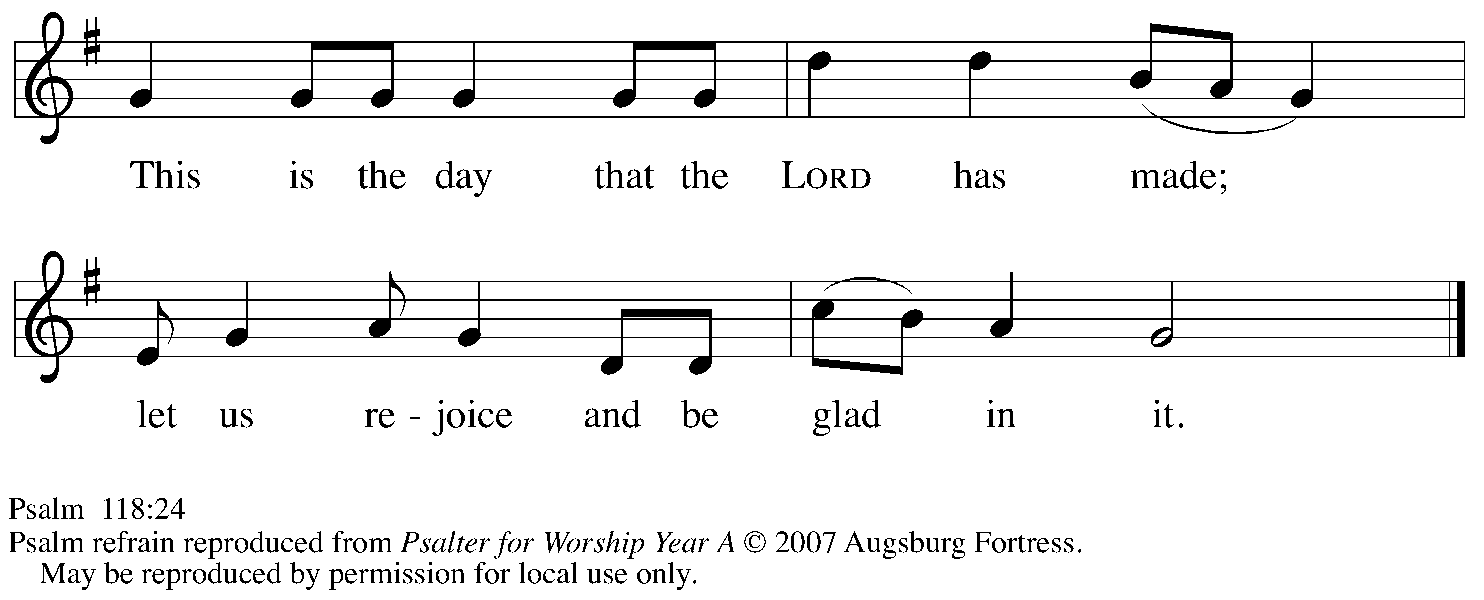 This is the day that the LORD has made;
let us re - joice and be glad in it.
Psalm 118:24
Psalm refrain reproduced from Psalter for Worship Year A © 2007 Augsburg Fortress.
May be reproduced by permission for local use only.